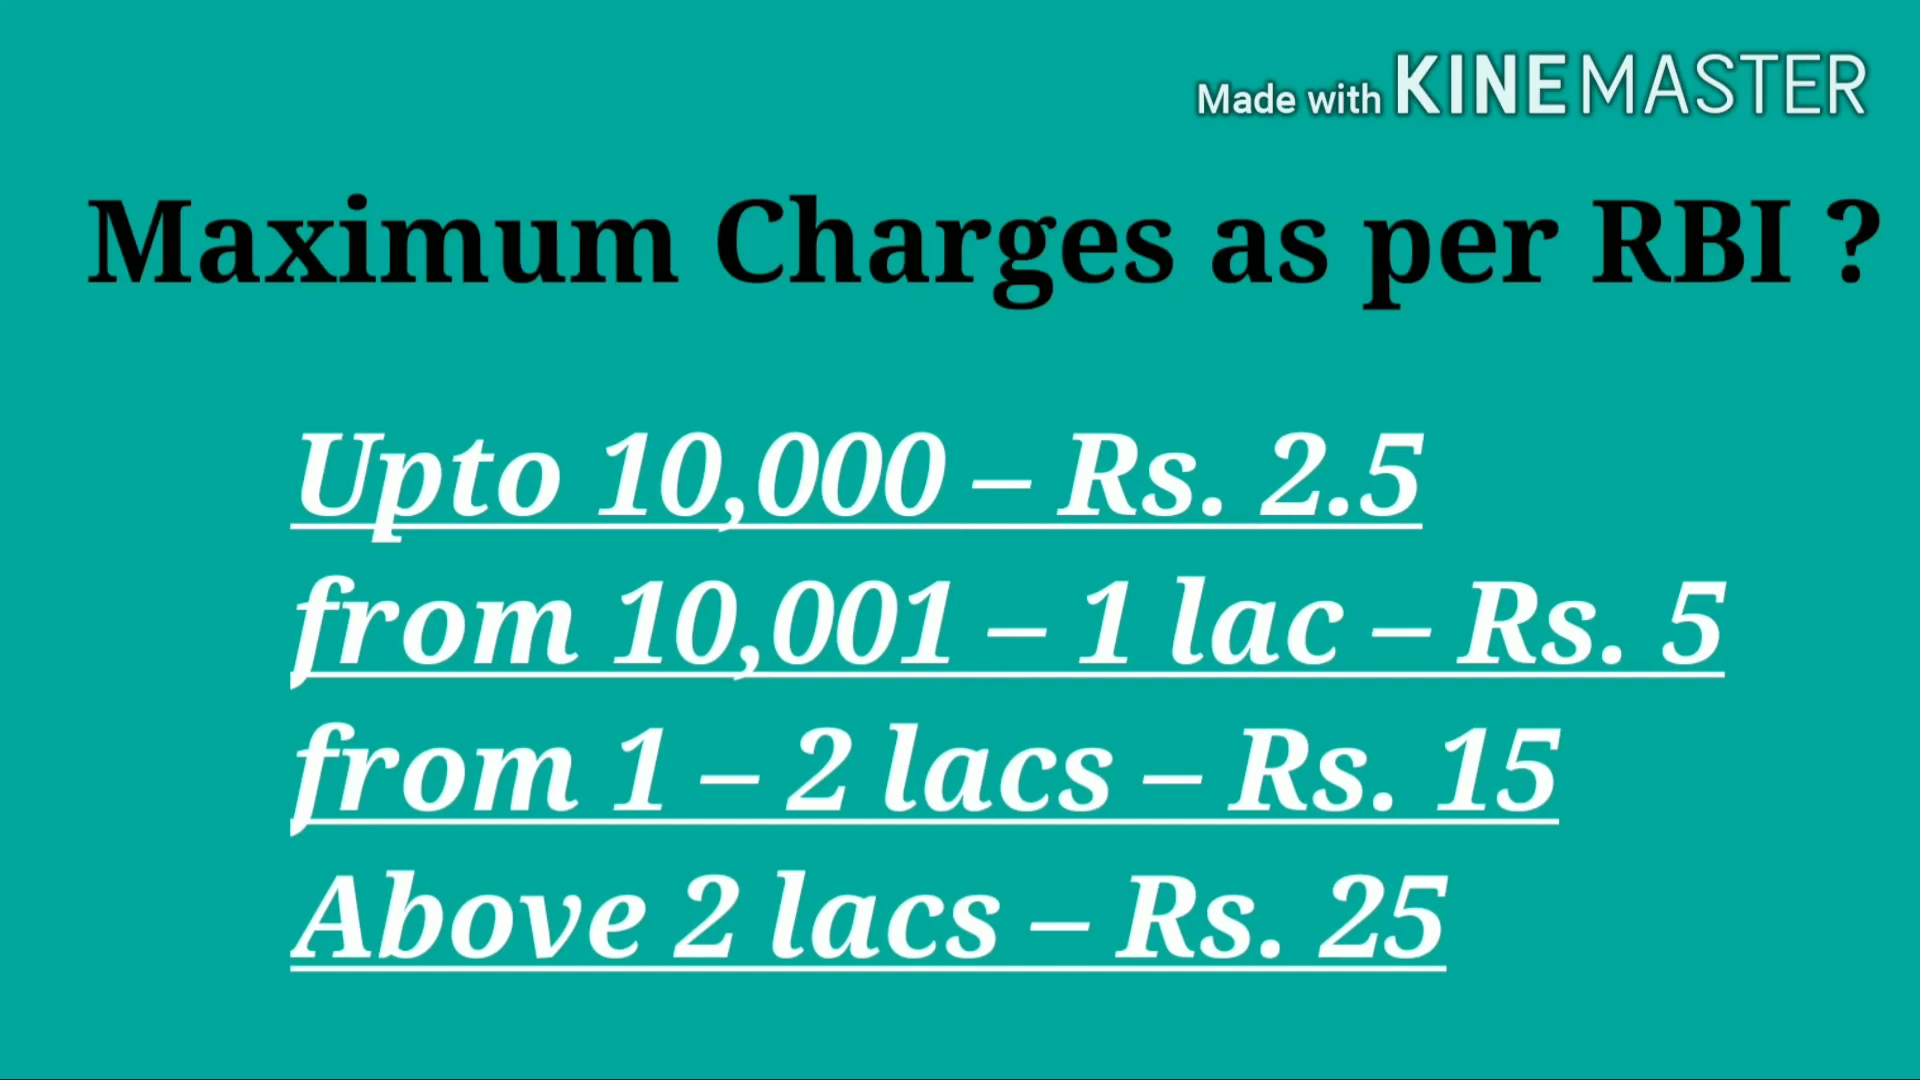 Made with KINEMASTER
Maximum Charges as per RBI ?
Upto 10,000 – Rs. 2.5
from 10,001 – 1 lac – Rs. 5
from 1 – 2 lacs – Rs. 15
Above 2 lacs – Rs. 25